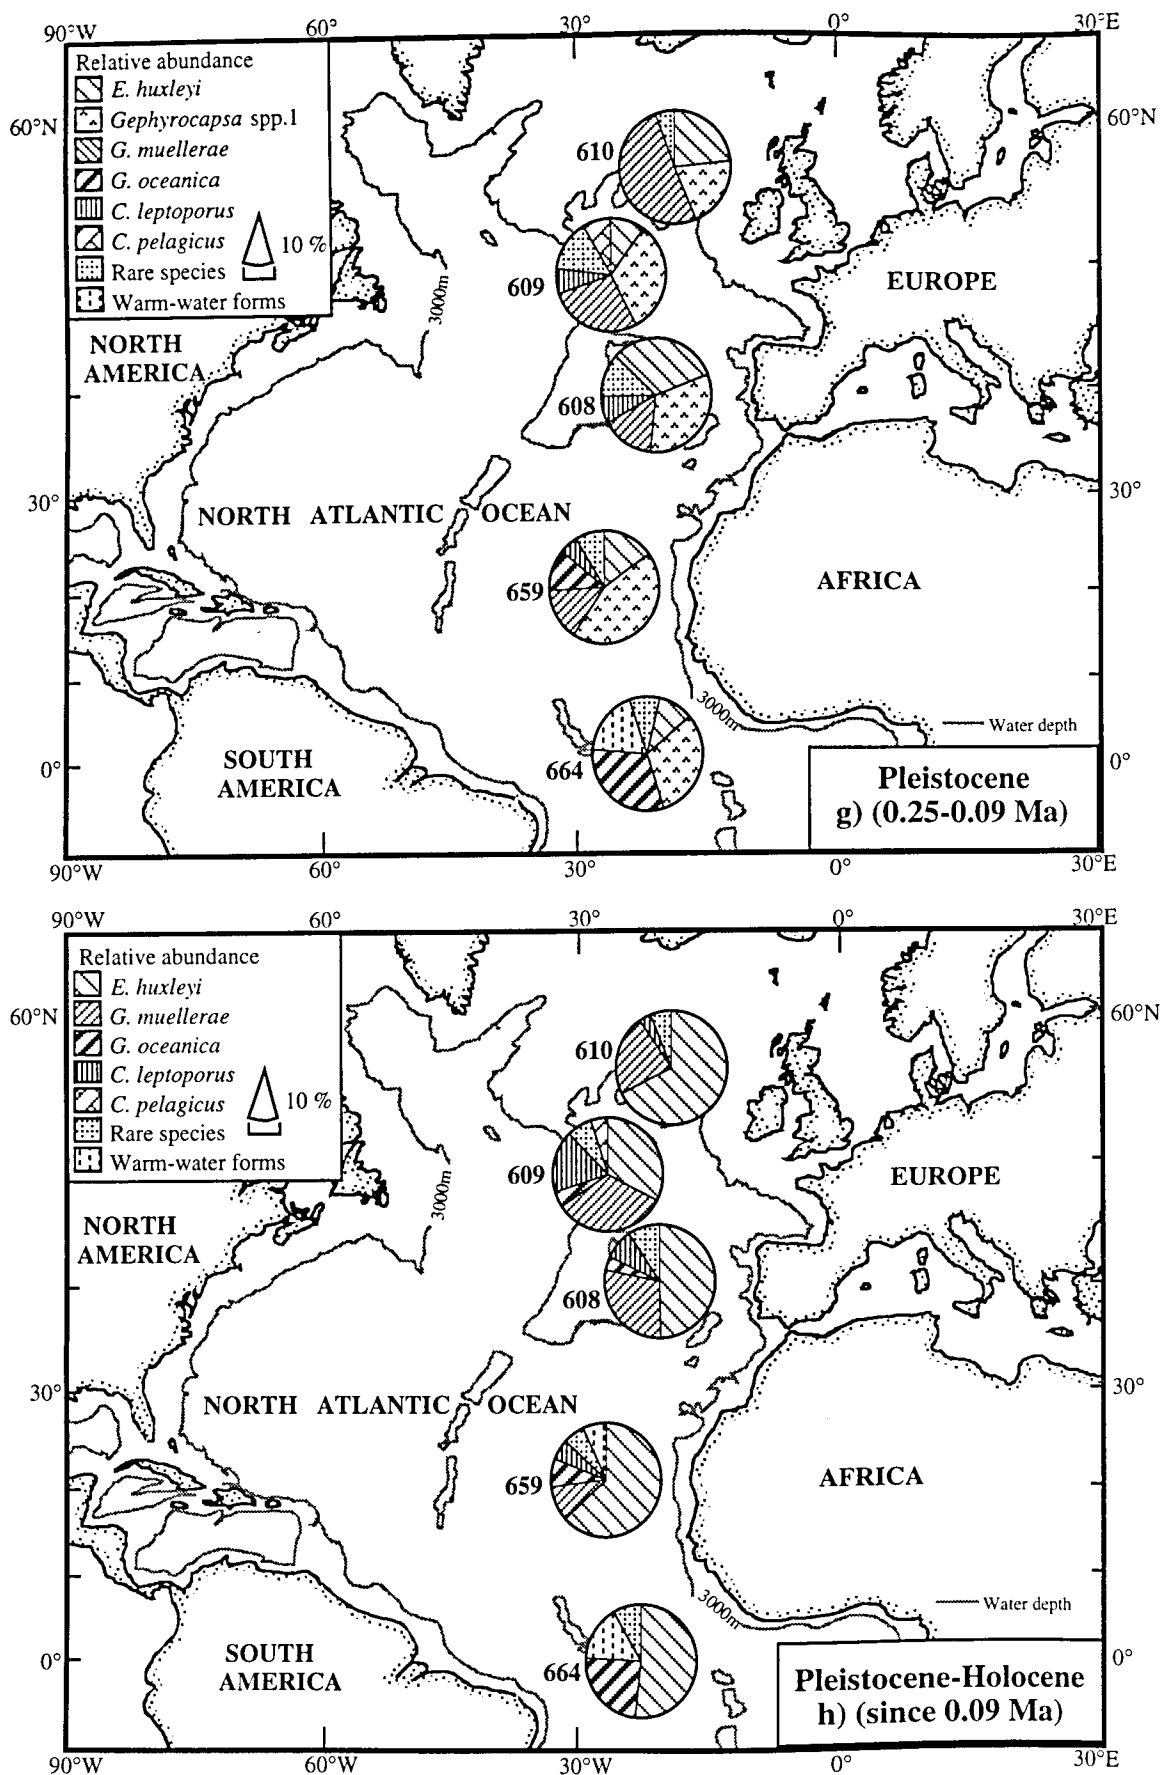 90°W 60° 30° 0° 30°E
Relative abundance
E. huxleyi
Gephyrocapsa spp.1
G. muellerae
G. oceanica
C. leptoporus
C. pelagicus
10 %
Rare species
Warm-water forms
60°N
60°N
610
609
3000m
EUROPE
NORTH
AMERICA
608
30°
30°
NORTH ATLANTIC OCEAN
659
AFRICA
3000m
Water depth
SOUTH
AMERICA
664
0°
0°
Pleistocene
g) (0.25-0.09 Ma)
90°W 60° 30° 0° 30°E
90°W 60° 30° 0° 30°E
Relative abundance
E. huxleyi
G. muellerae
G. oceanica
C. leptoporus
C. pelagicus
10 %
Rare species
Warm-water forms
60°N
60°N
610
609
3000m
EUROPE
NORTH
AMERICA
608
30°
30°
NORTH ATLANTIC OCEAN
659
AFRICA
3000m
Water depth
SOUTH
AMERICA
664
0°
0°
Pleistocene-Holocene
h) (since 0.09 Ma)
90°W 60° 30°W 0° 30°E